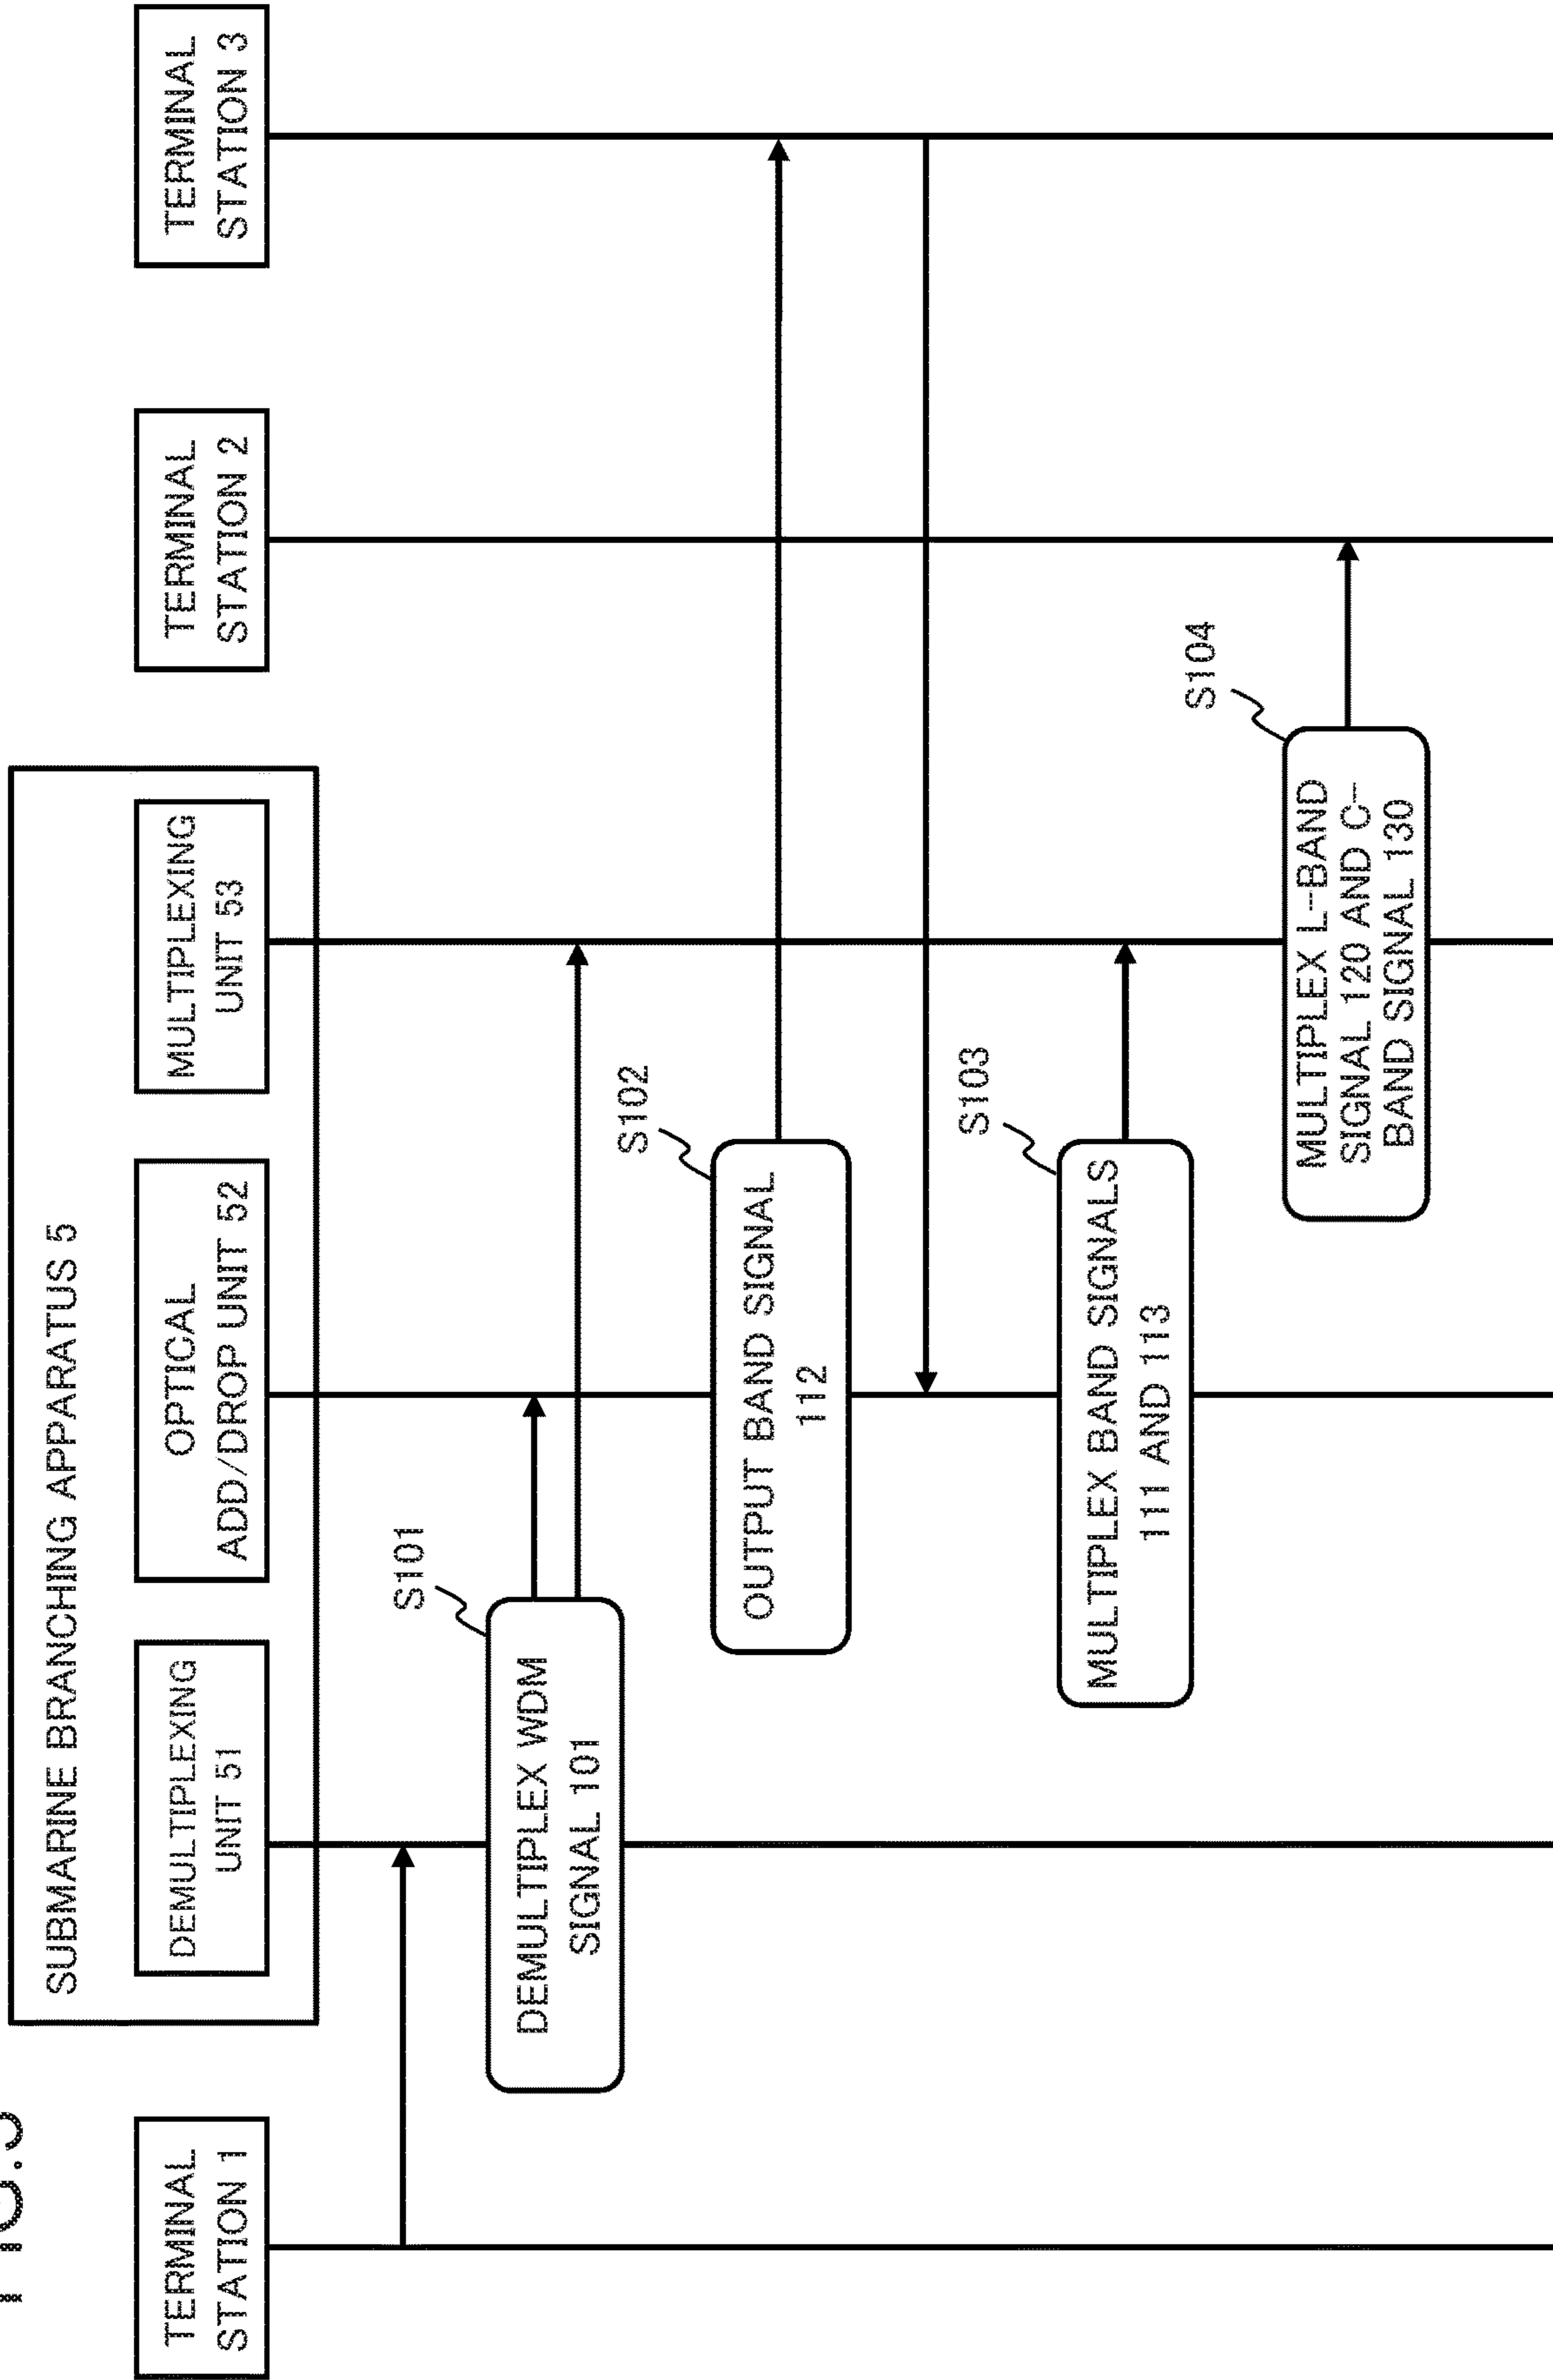 SUBMARINE BRANCHING APPARATUS 5
TERMINAL
STATION 1
DEMULTIPLEXING
UNIT 51
OPTICAL
ADD/DROP UNIT 52
MULTIPLEXING
UNIT 53
TERMINAL
STATION 2
TERMINAL
STATION 3
S101
DEMULTIPLEX WDM
SIGNAL 101
S102
OUTPUT BAND SIGNAL
112
S103
MULTIPLEX BAND SIGNALS
111 AND 113
S104
MULTIPLEX L-BAND
SIGNAL 120 AND C-
BAND SIGNAL 130